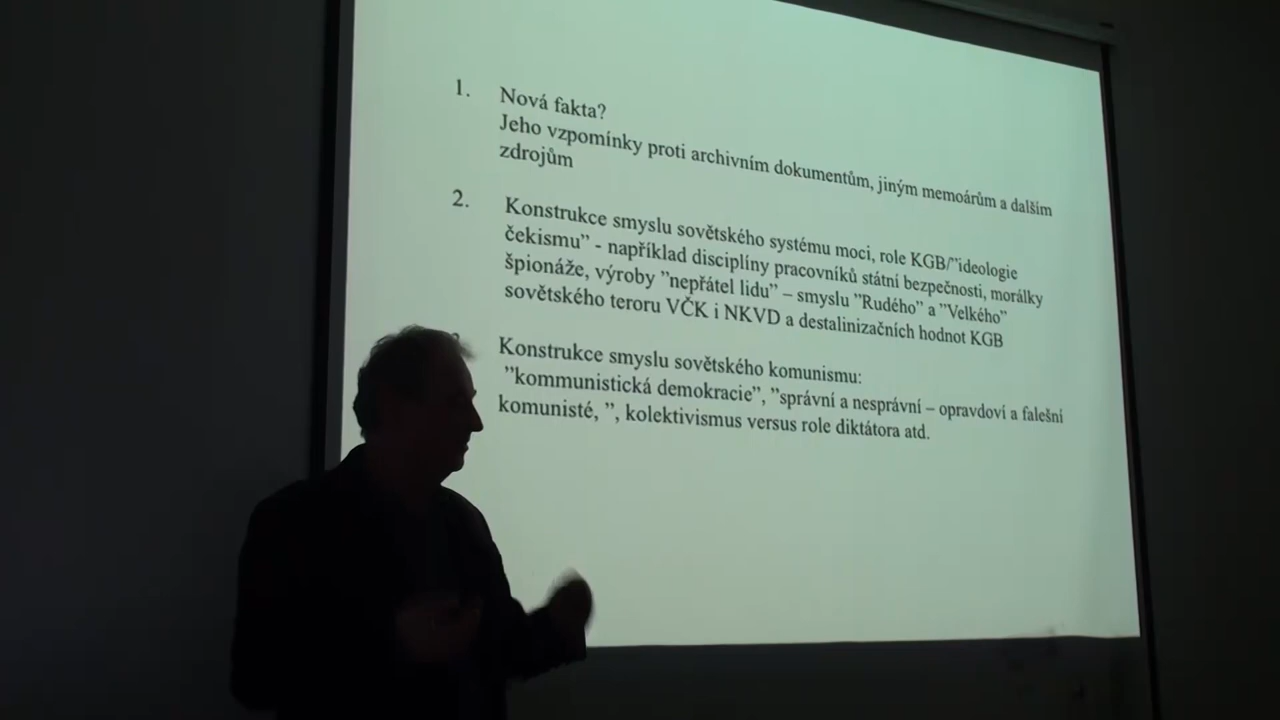 1. Nová fakta?
Jeho vzpomínky proti archivním dokumentům, jiným memoárům a dalším
zdrojům
2. Konstrukce smyslu sovětského systému moci, role KGB/”ideologie
čekismu” - například disciplíny pracovníků státní bezpečnosti, morálky
špionáže, výroby ”nepřátel lidu” – smyslu ”Rudého” a ”Velkého”
sovětského teroru VČK i NKVD a destalinizačních hodnot KGB
Konstrukce smyslu sovětského komunismu:
”kommunistická demokracie”, ”správní a nesprávní – opravdoví a falešní
komunisté, ”, kolektivismus versus role diktátora atd.